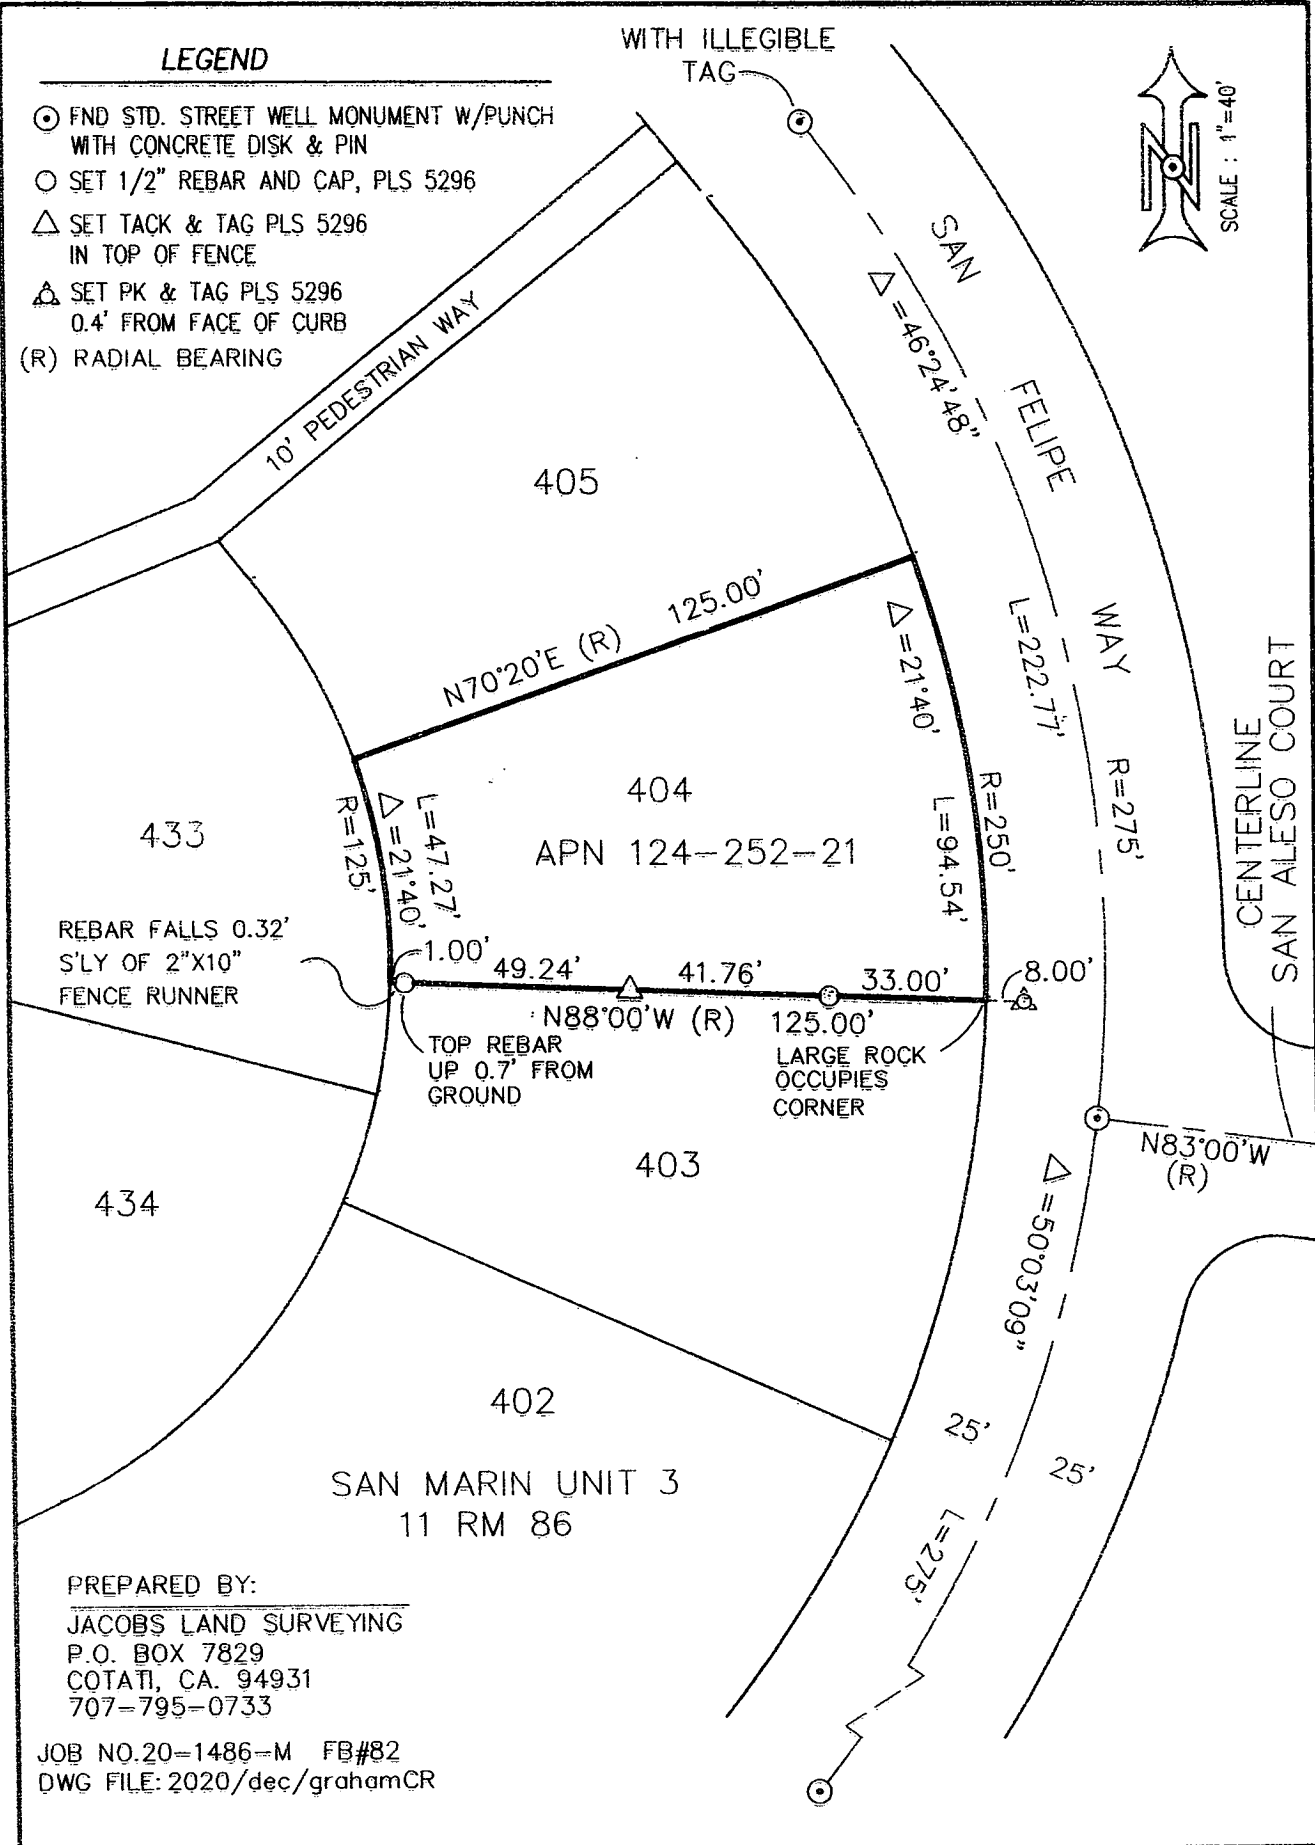 LEGEND
FND STD. STREET WELL MONUMENT W/PUNCH
WITH CONCRETE DISK & PIN
SET 1/2" REBAR AND CAP, PLS 5296
SET TACK & TAG PLS 5296
IN TOP OF FENCE
SET PK & TAG PLS 5296
0.4' FROM FACE OF CURB
(R) RADIAL BEARING
WITH ILLEGIBLE
TAG
N
SCALE : 1"=40'
10' PEDESTRIAN WAY
SAN
FELIPE
WAY
Δ=46°24'48"
L=222.77'
R=275'
405
N70°20'E (R) 125.00'
Δ=21°40'
R=250'
L=94.54'
404
APN 124-252-21
433
R=125'
Δ=21°40'
L=47.27'
CENTERLINE
SAN ALESO COURT
REBAR FALLS 0.32'
S'LY OF 2"X10"
FENCE RUNNER
1.00'
49.24'
41.76'
33.00'
8.00'
N88°00'W (R) 125.00'
TOP REBAR
UP 0.7' FROM
GROUND
LARGE ROCK
OCCUPIES
CORNER
N83°00'W
(R)
403
434
Δ=50°03'09"
402
25'
25'
L=275'
SAN MARIN UNIT 3
11 RM 86
PREPARED BY:
JACOBS LAND SURVEYING
P.O. BOX 7829
COTATI, CA. 94931
707-795-0733
JOB NO.20-1486-M FB#82
DWG FILE: 2020/dec/grahamCR